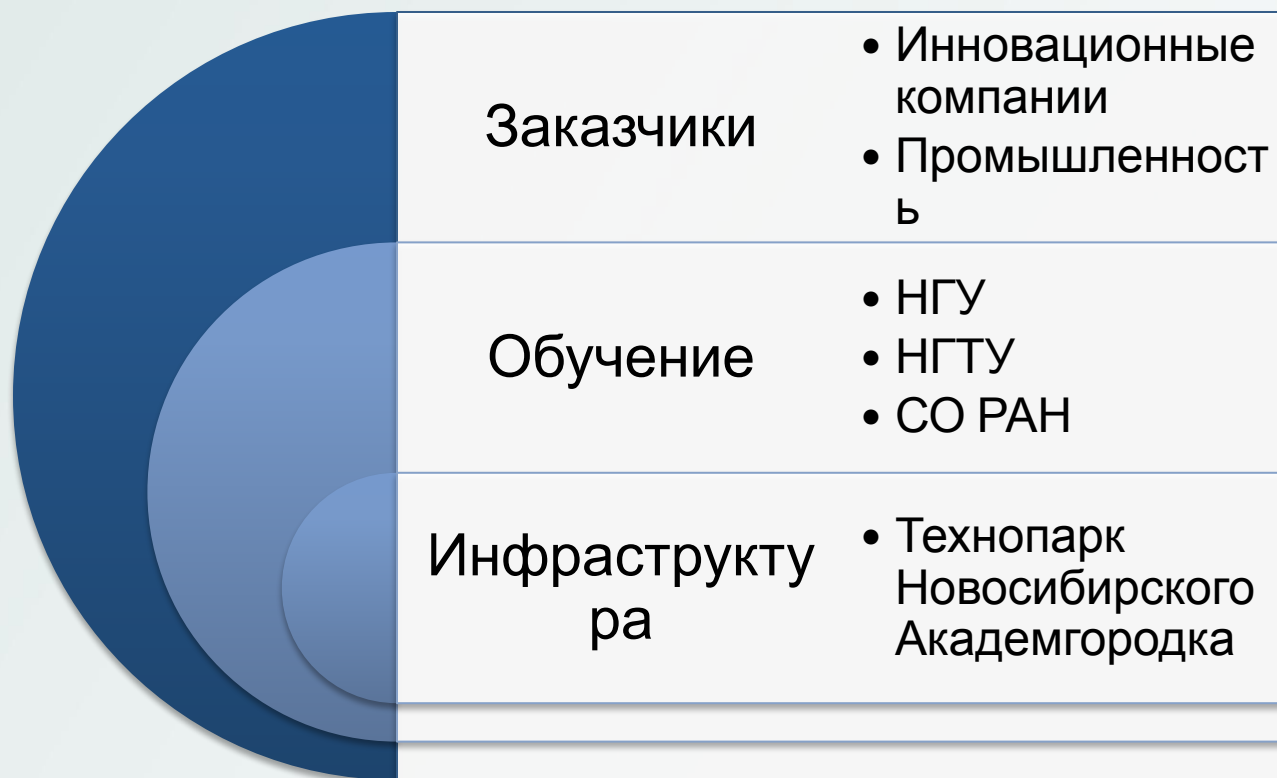 Заказчики
• Инновационные
компании
• Промышленност
ь
Обучение
• НГУ
• НГТУ
• СО РАН
Инфраструкту
ра
• Технопарк
Новосибирского
Академгородка